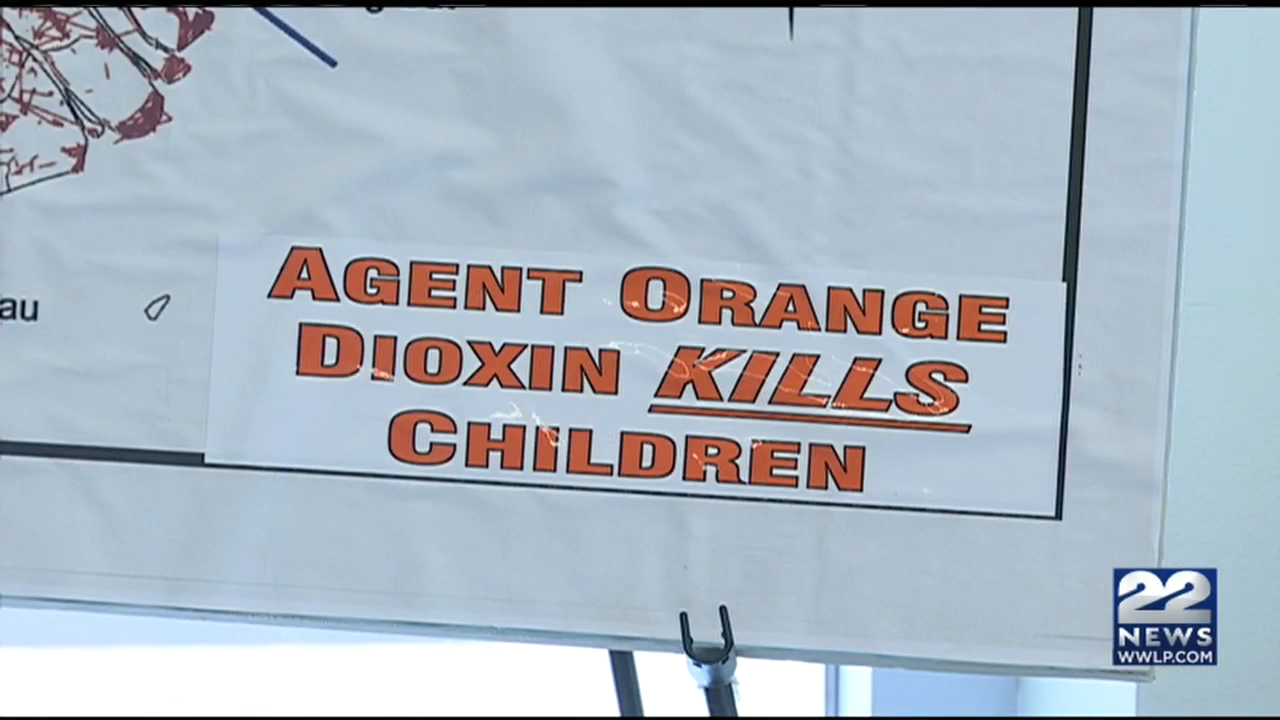 au
AGENT ORANGE
DIOXIN KILLS
CHILDREN
22
NEWS
WWLP.COM